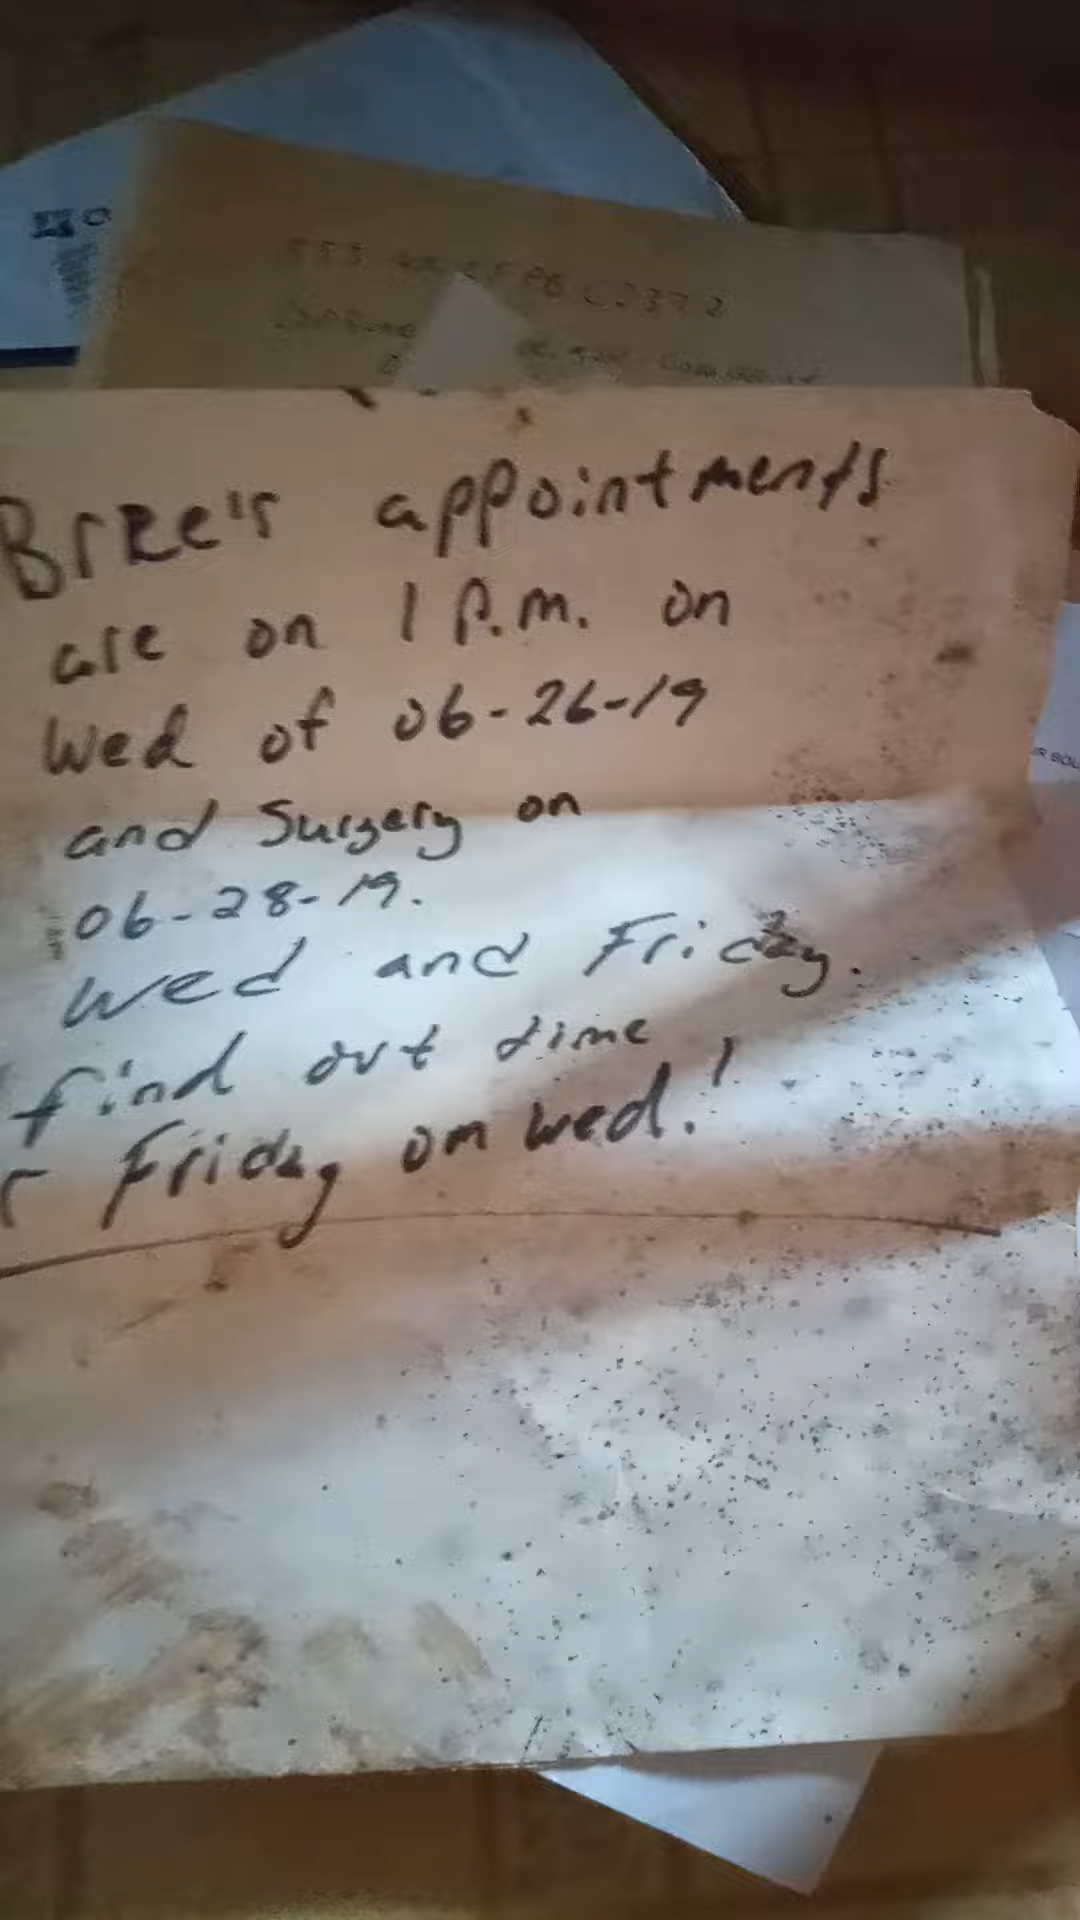 BrEe's appointments
are on 1 P.m. on
Wed of 06-26-19
and Surgery on
06-28-19.
Wed and Friday.
find out time
r Friday on wed!